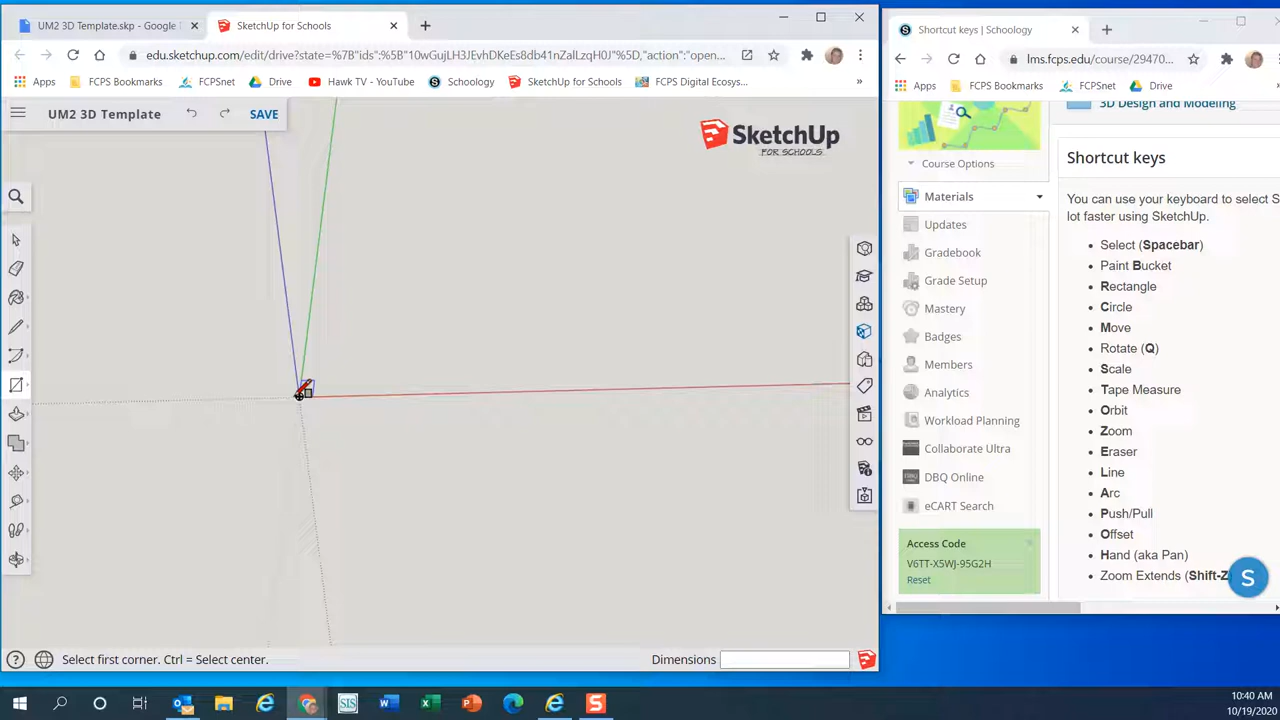 UM2 3D Template.skp - Google
SketchUp for Schools
edu.sketchup.com/edit/drive?state=%7B"ids"%
Apps
FCPS Bookmarks
FCPSnet
Drive
Hawk TV - YouTube
Schoology
SketchUp for Schools
FCPS Digital Ecosys...
UM2 3D Template
SAVE
SketchUp
FOR SCHOOLS
Select first corner. Ctrl = Select center.
Dimensions
Shortcut keys | Schoology
lms.fcps.edu/course/29470...
Apps
FCPS Bookmarks
FCPSnet
Drive
3D Design and Modeling
Course Options
Materials
Updates
Gradebook
Grade Setup
Mastery
Badges
Members
Analytics
Workload Planning
Collaborate Ultra
DBQ Online
eCART Search
Access Code
V6TT-X5WJ-95G2H
Reset
Shortcut keys
You can use your keyboard to select S
lot faster using SketchUp.
Select (Spacebar)
Paint Bucket
Rectangle
Circle
Move
Rotate (Q)
Scale
Tape Measure
Orbit
Zoom
Eraser
Line
Arc
Push/Pull
Offset
Hand (aka Pan)
Zoom Extends (Shift-Z
S
SIS
10:40 AM
10/19/2020